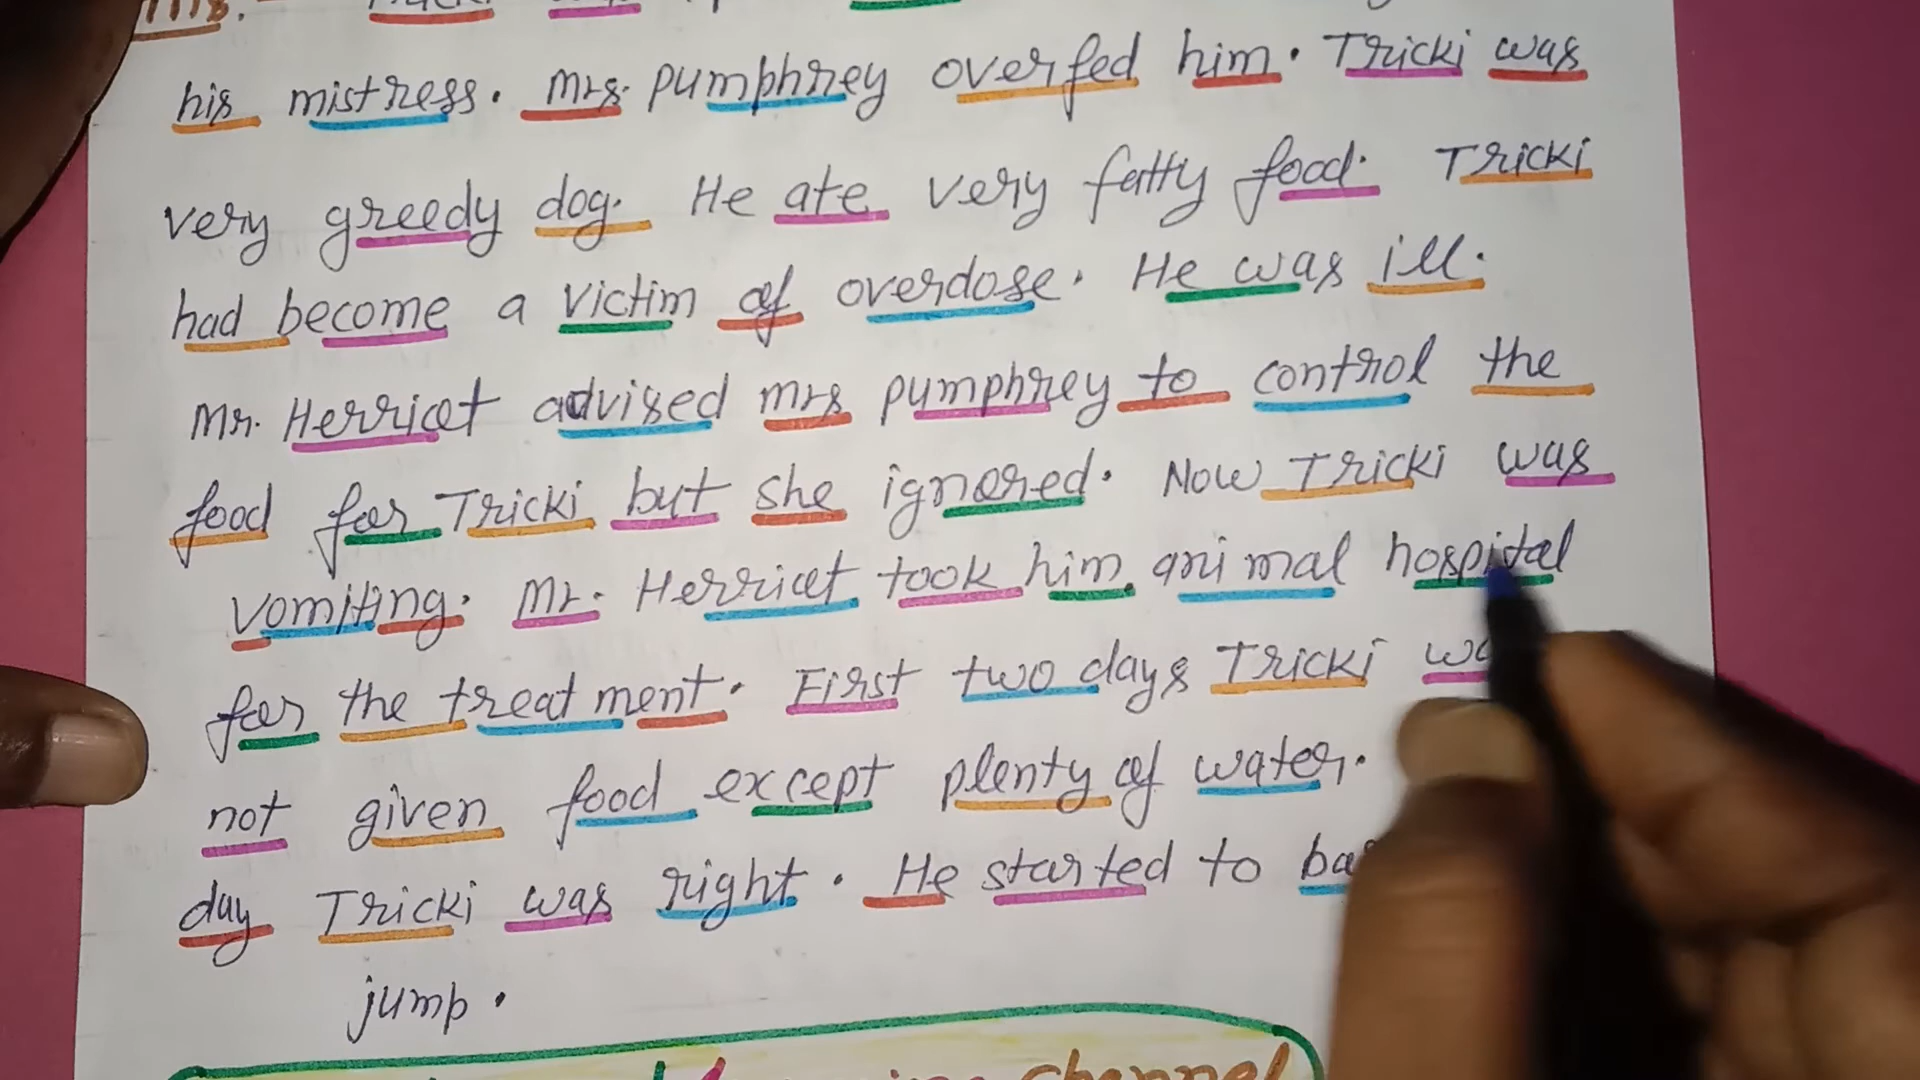 his mistress. Mrs. pumphrey overfed him. Tricki was
very greedy dog. He ate very fatty food. Tricki
had become a victim of overdose. He was ill.
Mr. Herricot advised mrs pumphrey to control the
food for Tricki but she ignored. Now Tricki was
vomiting. Mr. Herricot took him animal hospital
for the treatment. First two days Tricki
not given food except plenty of water.
day Tricki was right. He started to
jump.
channel